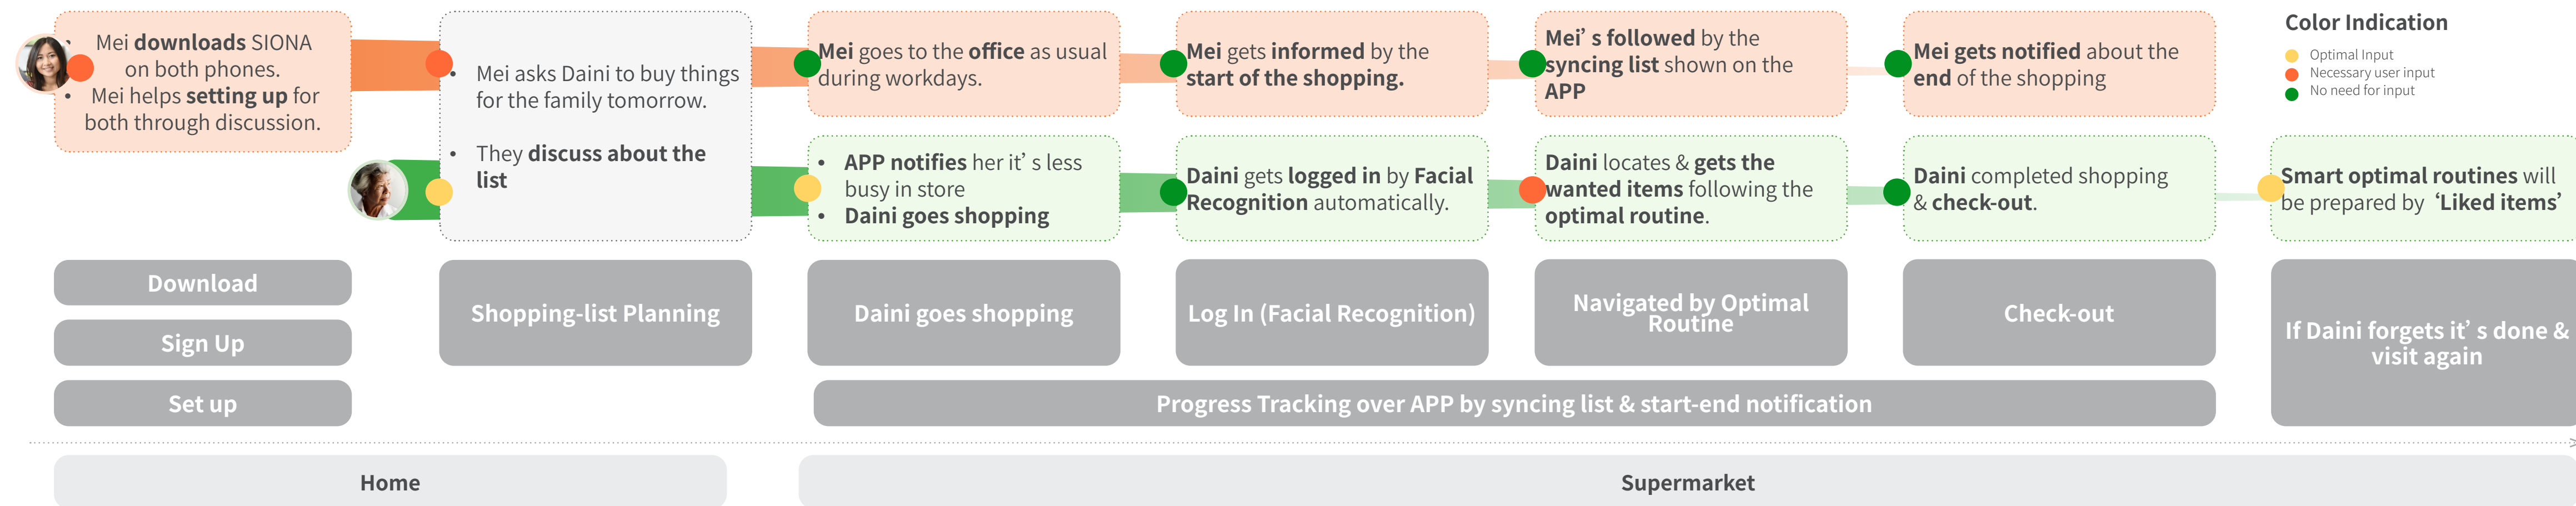 • Mei downloads SIONA
on both phones.
• Mei helps setting up for
both through discussion.
• Mei asks Daini to buy things
for the family tomorrow.
• They discuss about the
list
Mei goes to the office as usual
during workdays.
Mei gets informed by the
start of the shopping.
Mei’s followed by the
syncing list shown on the
APP
Mei gets notified about the
end of the shopping
Color Indication
Optimal Input
Necessary user input
No need for input
• APP notifies her it’s less
busy in store
• Daini goes shopping
Daini gets logged in by Facial
Recognition automatically.
Daini locates & gets the
wanted items following the
optimal routine.
Daini completed shopping
& check-out.
Smart optimal routines will
be prepared by ‘Liked items’
Download
Sign Up
Set up
Shopping-list Planning
Daini goes shopping
Log In (Facial Recognition)
Navigated by Optimal
Routine
Check-out
If Daini forgets it’s done &
visit again
Progress Tracking over APP by syncing list & start-end notification
Home
Supermarket